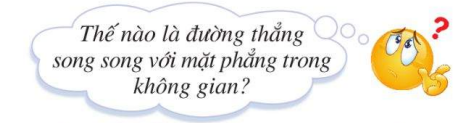 Thế nào là đường thẳng
song song với mặt phẳng trong
không gian?
?